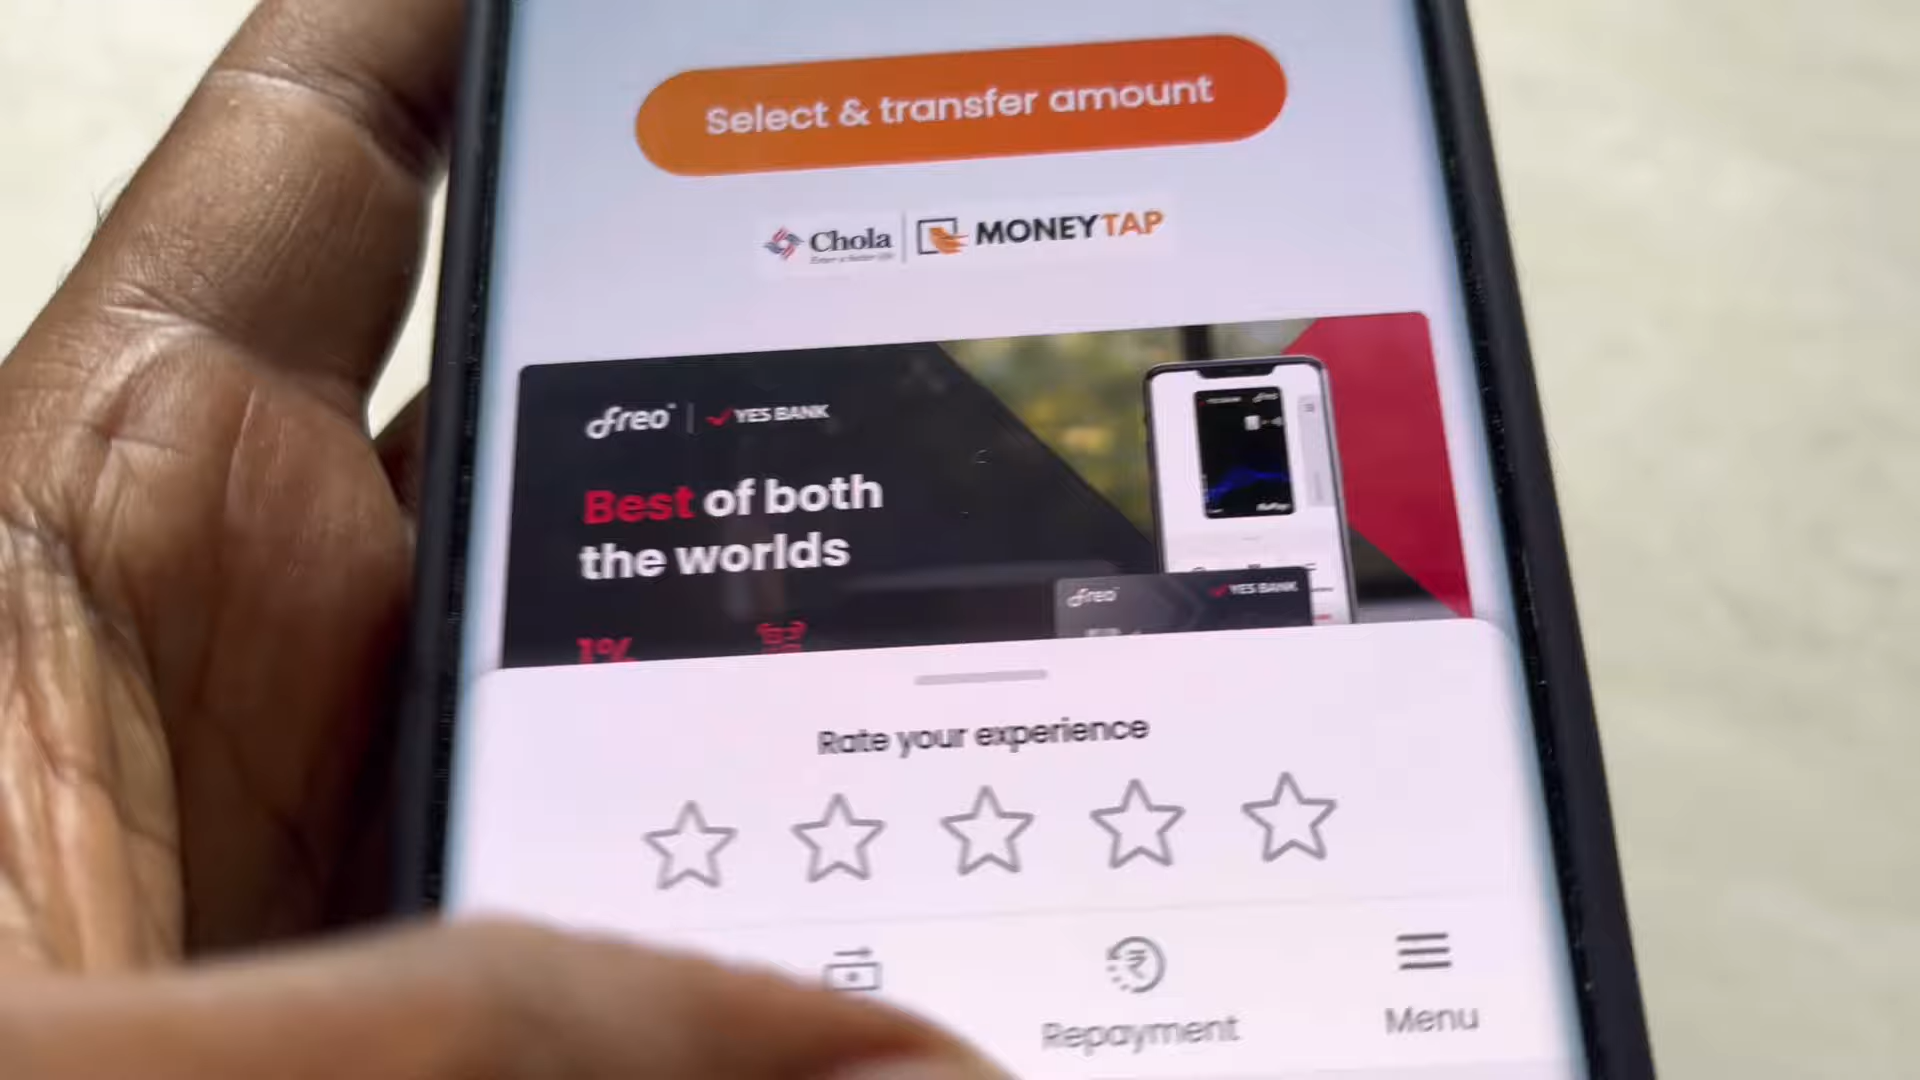 Select & transfer amount
Chola MONEYTAP
freo YES BANK
Best of both
the worlds
freo YES BANK
1%
Rate your experience
Repayment
Menu